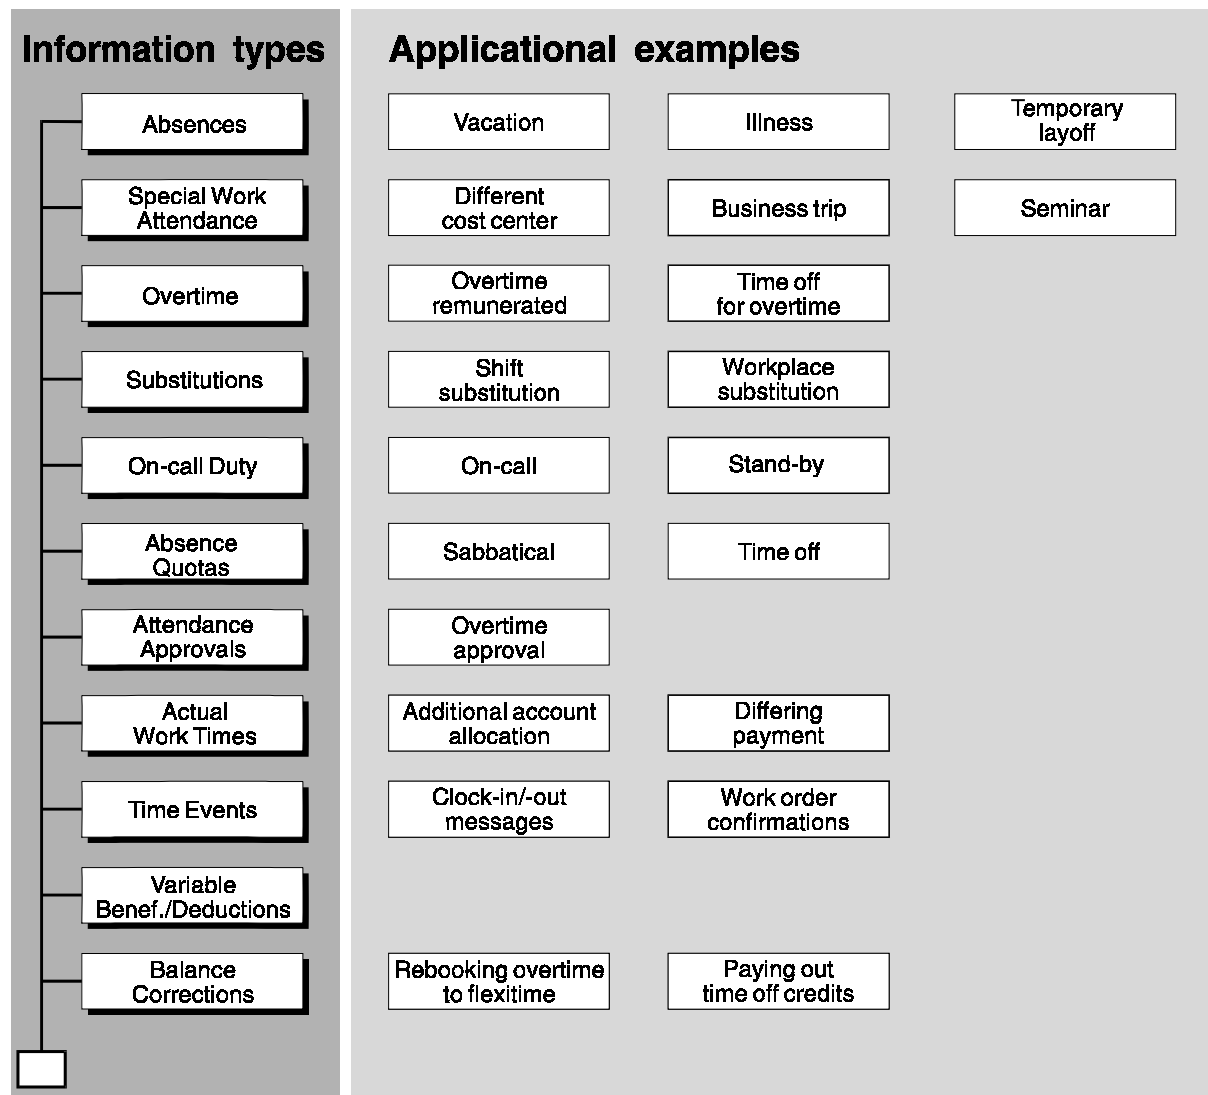 Information types
Applicational examples
Absences
Vacation
Illness
Temporary
layoff
Special Work
Attendance
Different
cost center
Business trip
Seminar
Overtime
Overtime
remunerated
Time off
for overtime
Substitutions
Shift
substitution
Workplace
substitution
On-call Duty
On-call
Stand-by
Absence
Quotas
Sabbatical
Time off
Attendance
Approvals
Overtime
approval
Actual
Work Times
Additional account
allocation
Differing
payment
Time Events
Clock-in/-out
messages
Work order
confirmations
Variable
Benef./Deductions
Balance
Corrections
Rebooking overtime
to flexitime
Paying out
time off credits